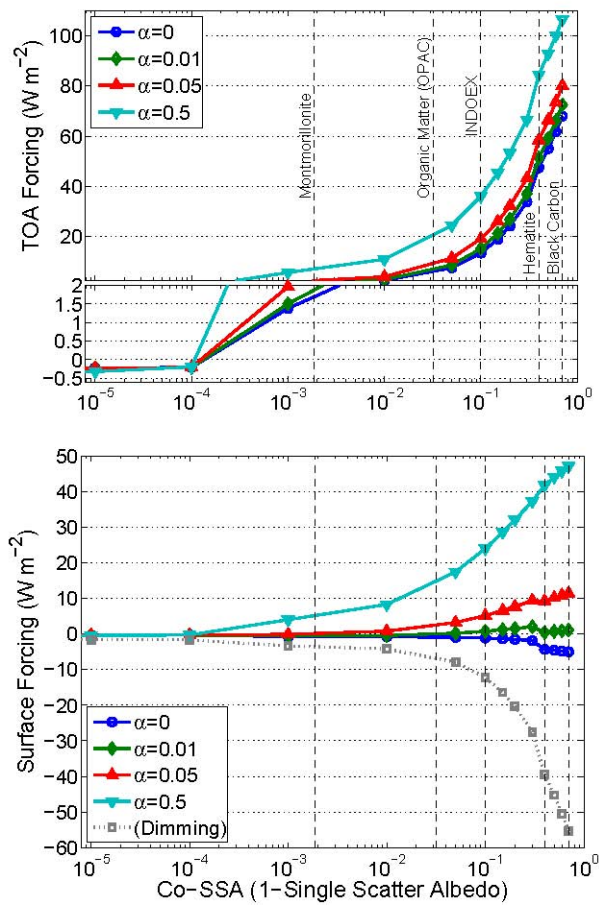 TOA Forcing (W m−2)
100
80
60
40
20
α=0
α=0.01
α=0.05
α=0.5
Montmorillonite
Organic Matter (OPAC)
INDOEX
Hematite
Black Carbon
2
1.5
1
0.5
0
−0.5
10−5 10−4 10−3 10−2 10−1 100
Surface Forcing (W m−2)
50
40
30
20
10
0
−10
−20
−30
−40
−50
−60
α=0
α=0.01
α=0.05
α=0.5
(Dimming)
10−5 10−4 10−3 10−2 10−1 100
Co−SSA (1−Single Scatter Albedo)